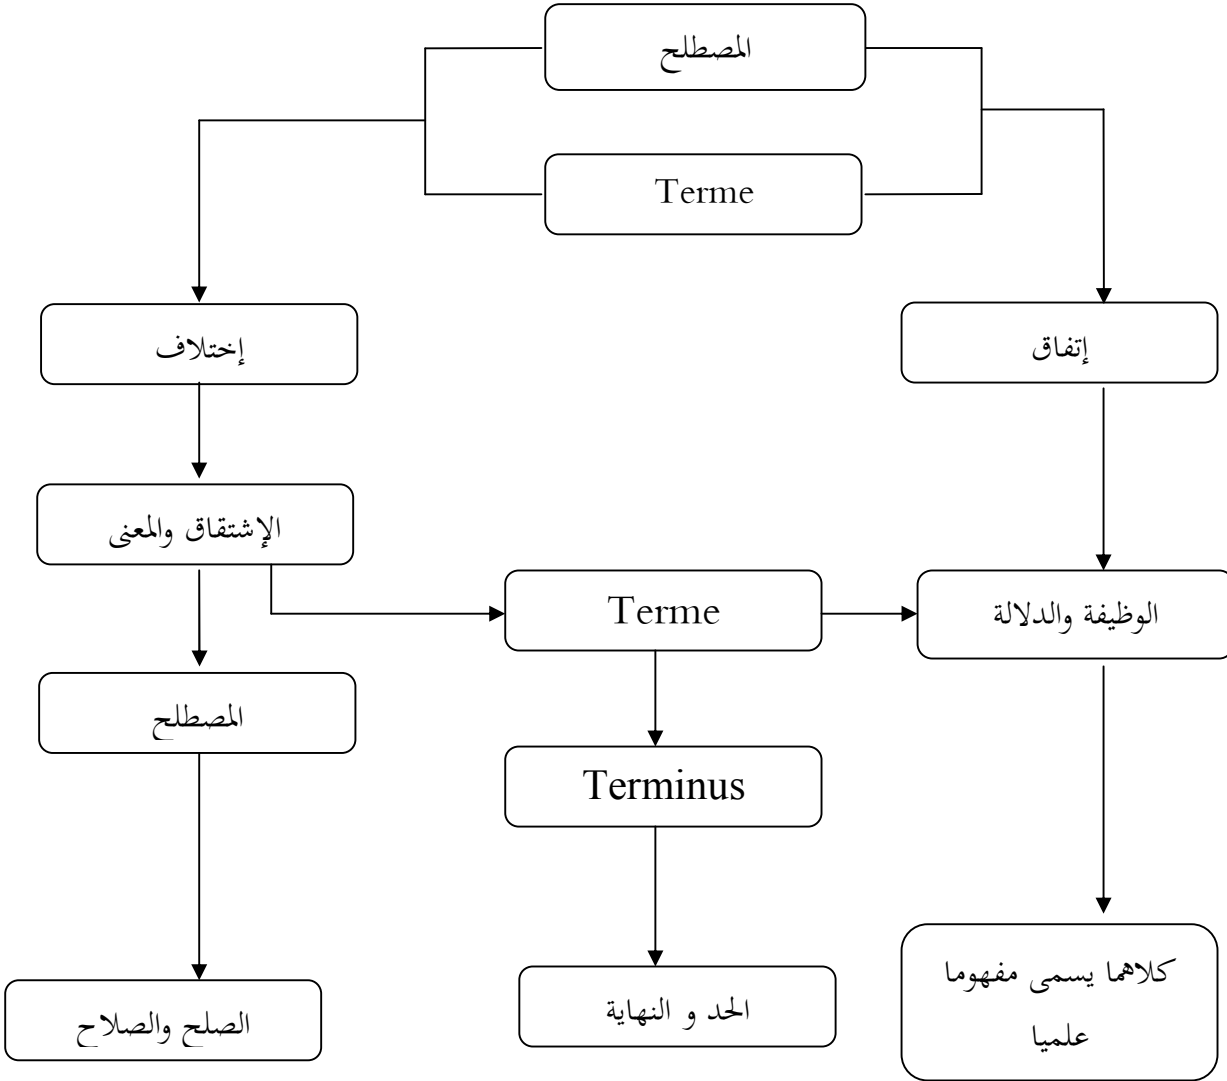 المصطلح
Terme
إتفاق
إختلاف
الإشتقاق والمعنى
الوظيفة والدلالة
Terme
المصطلح
Terminus
كلاهما يسمى مفهوما
علميا
الحد و النهاية
الصلح والصلاح